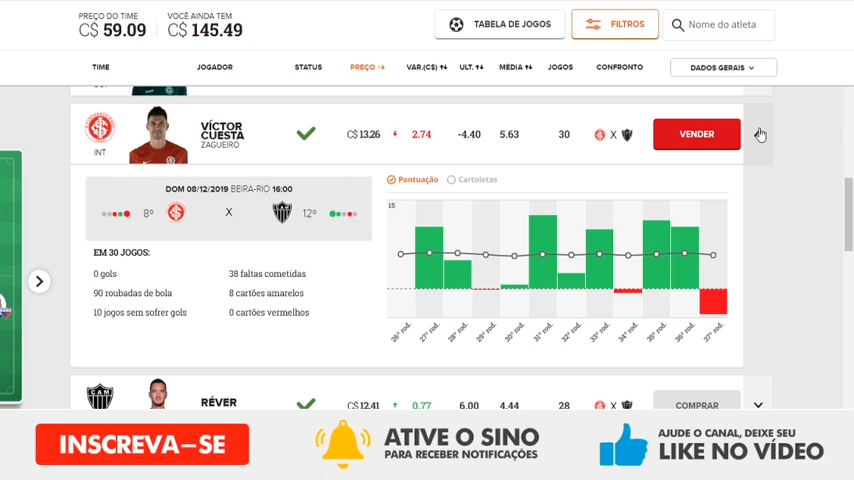 PREÇO DO TIME
C$ 59.09
VOCÊ AINDA TEM
C$ 145.49
TABELA DE JOGOS
FILTROS
Nome do atleta
TIME JOGADOR STATUS PREÇO VAR.(C$) ULT. MÉDIA JOGOS CONFRONTO DADOS GERAIS
INT
VÍCTOR
CUESTA
ZAGUEIRO
C$ 13.26 2.74 -4.40 5.63 30 X VENDER
DOM 08/12/2019 BEIRA-RIO 16:00
8º X 12º
EM 30 JOGOS:
0 gols
38 faltas cometidas
90 roubadas de bola
8 cartões amarelos
10 jogos sem sofrer gols
0 cartões vermelhos
Pontuação Cartoletas
15
26ª rod. 27ª rod. 28ª rod. 29ª rod. 30ª rod. 31ª rod. 32ª rod. 33ª rod. 34ª rod. 35ª rod. 36ª rod. 37ª rod.
CAM
RÉVER
C$ 12.41 0.77 6.00 4.44 28 X COMPRAR
INSCREVA-SE
ATIVE O SINO
PARA RECEBER NOTIFICAÇÕES
AJUDE O CANAL, DEIXE SEU
LIKE NO VÍDEO